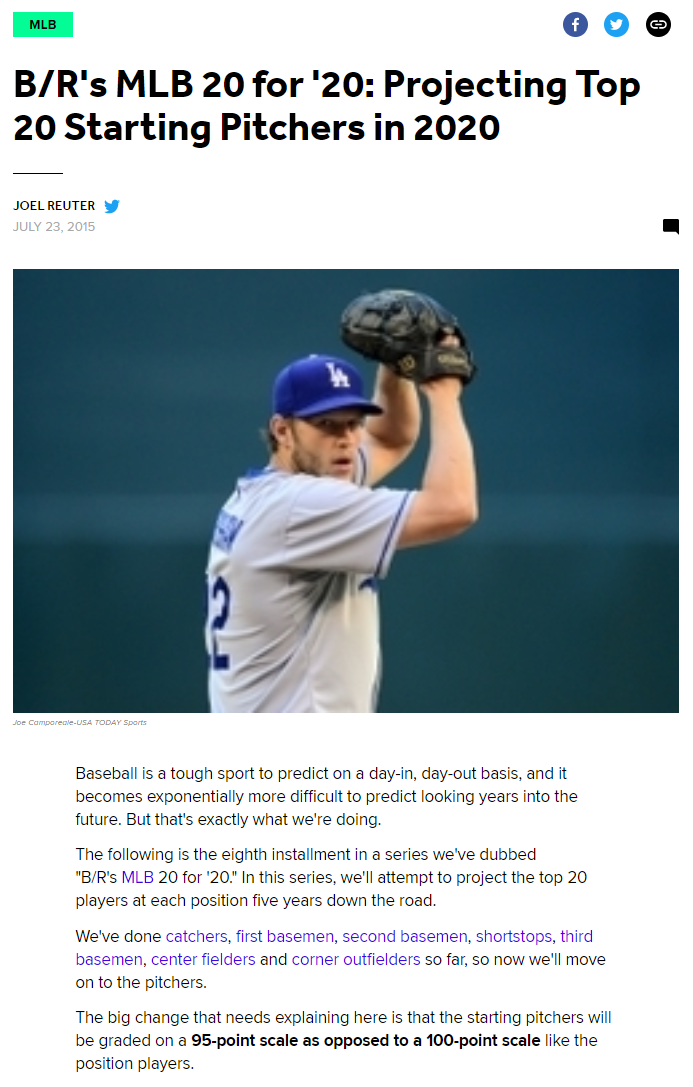 MLB
B/R's MLB 20 for '20: Projecting Top
20 Starting Pitchers in 2020
JOEL REUTER
JULY 23, 2015
LA
2
Joe Camporeale-USA TODAY Sports
Baseball is a tough sport to predict on a day-in, day-out basis, and it
becomes exponentially more difficult to predict looking years into the
future. But that's exactly what we're doing.
The following is the eighth installment in a series we've dubbed
"B/R's MLB 20 for '20." In this series, we'll attempt to project the top 20
players at each position five years down the road.
We've done catchers, first basemen, second basemen, shortstops, third
basemen, center fielders and corner outfielders so far, so now we'll move
on to the pitchers.
The big change that needs explaining here is that the starting pitchers will
be graded on a 95-point scale as opposed to a 100-point scale like the
position players.